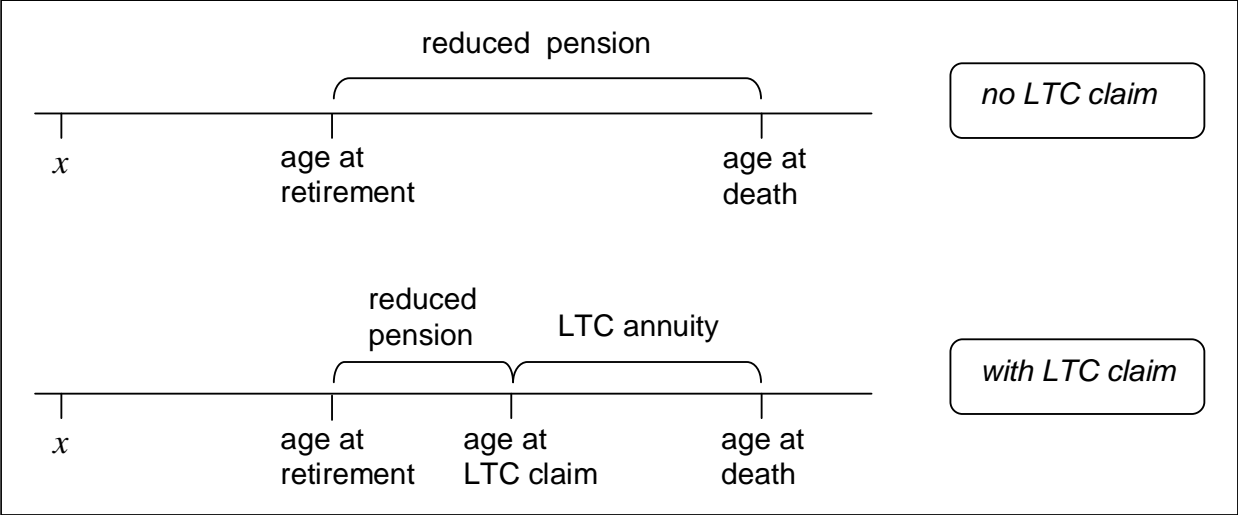 reduced pension
no LTC claim
x
age at
retirement
age at
death
reduced
pension
LTC annuity
with LTC claim
x
age at
retirement
age at
LTC claim
age at
death